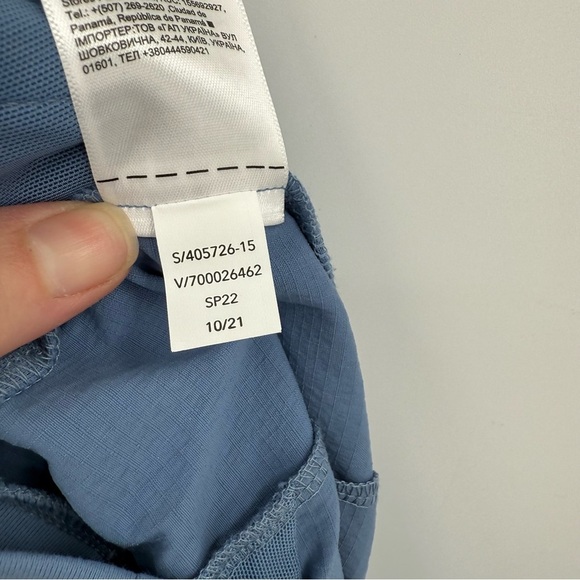 Tel.: +(507) 269-2620 ,Ciudad de
Panamá, República de Panamá
ІМПОРТЕР:ТОВ «ГАП УКРАЇНА» ВУЛ
ШОВКОВИЧНА, 42-44, КИЇВ, УКРАЇНА,
01601, ТЕЛ +380444590421
S/405726-15
V/700026462
SP22
10/21